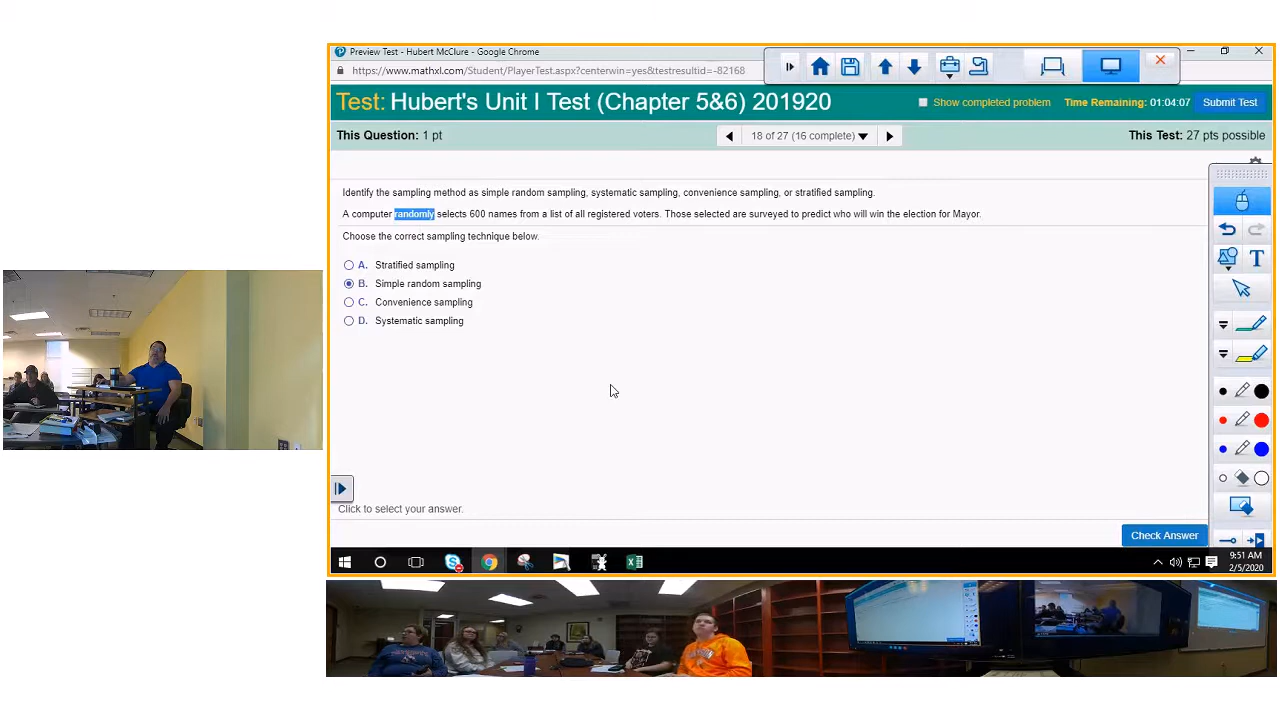 Preview Test - Hubert McClure - Google Chrome
https://www.mathxl.com/Student/PlayerTest.aspx?centerwin=yes&testresultid=-82168
Test: Hubert's Unit I Test (Chapter 5&6) 201920
Show completed problem
Time Remaining: 01:04:07
Submit Test
This Question: 1 pt
18 of 27 (16 complete)
This Test: 27 pts possible
Identify the sampling method as simple random sampling, systematic sampling, convenience sampling, or stratified sampling.
A computer randomly selects 600 names from a list of all registered voters. Those selected are surveyed to predict who will win the election for Mayor.
Choose the correct sampling technique below.
A. Stratified sampling
B. Simple random sampling
C. Convenience sampling
D. Systematic sampling
Click to select your answer.
Check Answer
T
9:51 AM
2/5/2020